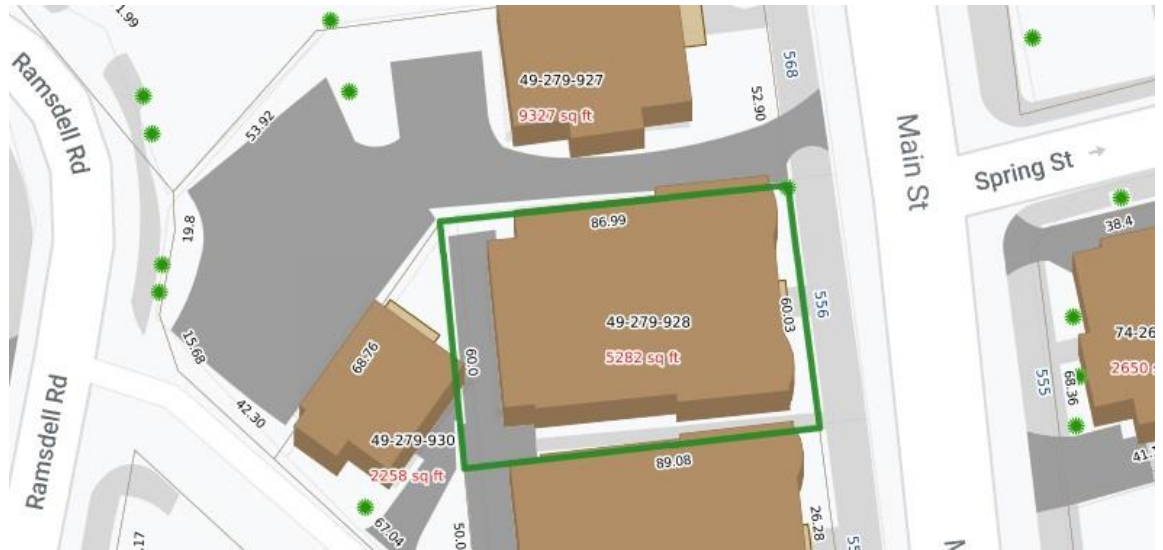 1.99
Ramsdell Rd
53.92
49-279-927
9327 sq ft
52.90
568
Main St
Spring St
19.8
86.99
38.4
15.68
68.76
60.0
49-279-928
5282 sq ft
60.03
556
42.30
49-279-930
2258 sq ft
Ramsdell Rd
89.08
555
68.36
74-26
2650 s
41.1
.17
67.04
50.0
26.28
55
M